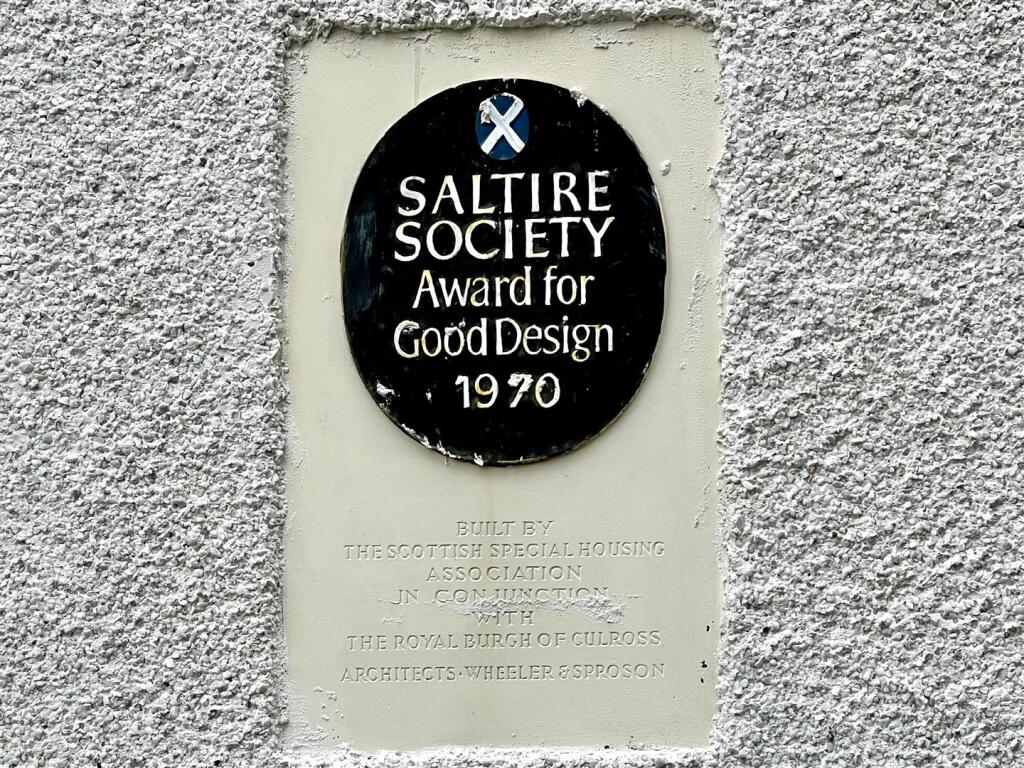 SALTIRE
SOCIETY
Award for
Good Design
1970
BUILT BY
THE SCOTTISH SPECIAL HOUSING
ASSOCIATION
IN CONJUNCTION
WITH
THE ROYAL BURGH OF CULROSS
ARCHITECTS·WHEELER & SPROSON